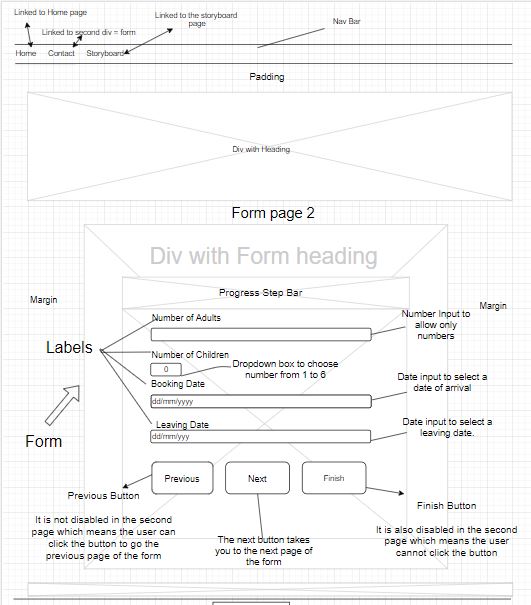 Linked to Home page
Linked to the storyboard
page
Nav Bar
Linked to second div = form
Home Contact Storyboard
Padding
Div with Heading
Form page 2
Div with Form heading
Progress Step Bar
Margin
Margin
Number of Adults
Number Input to
allow only
numbers
Labels
Number of Children
0
Dropdown box to choose
number from 1 to 6
Booking Date
Date input to select a
date of arrival
dd/mm/yyyy
Form
Leaving Date
Date input to select a
leaving date.
dd/mm/yyy
Previous
Next
Finish
Previous Button
Finish Button
It is not disabled in the second
page which means the user can
click the button to go the
previous page of the form
The next button takes
you to the next page of
the form
It is also disabled in the second
page which means the user
cannot click the button